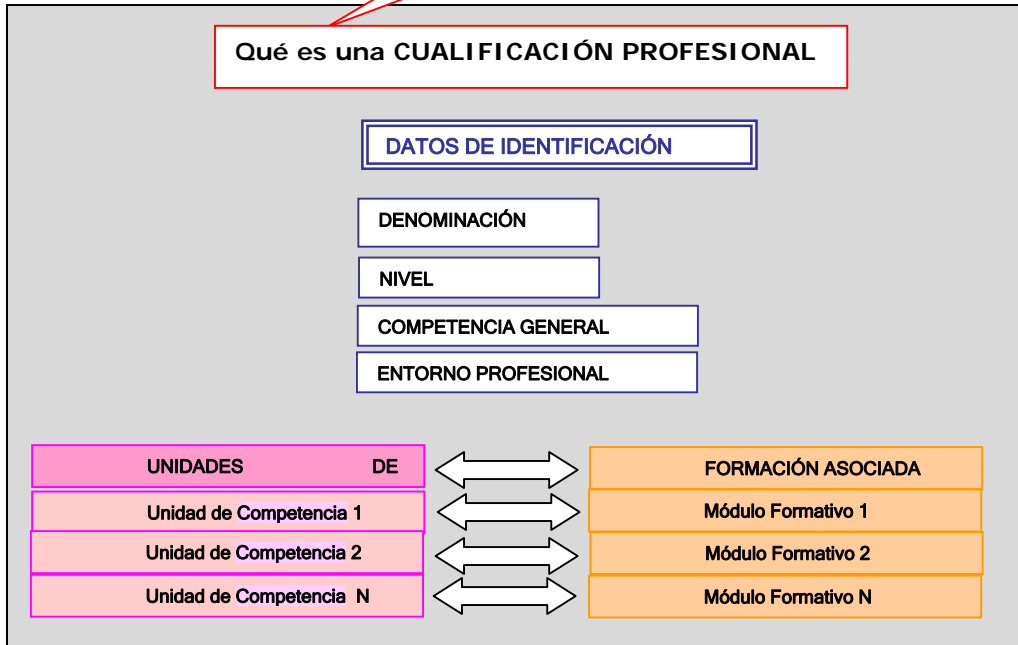 Qué es una CUALIFICACIÓN PROFESIONAL
DATOS DE IDENTIFICACIÓN
DENOMINACIÓN
NIVEL
COMPETENCIA GENERAL
ENTORNO PROFESIONAL
UNIDADES DE
FORMACIÓN ASOCIADA
Unidad de Competencia 1
Módulo Formativo 1
Unidad de Competencia 2
Módulo Formativo 2
Unidad de Competencia N
Módulo Formativo N